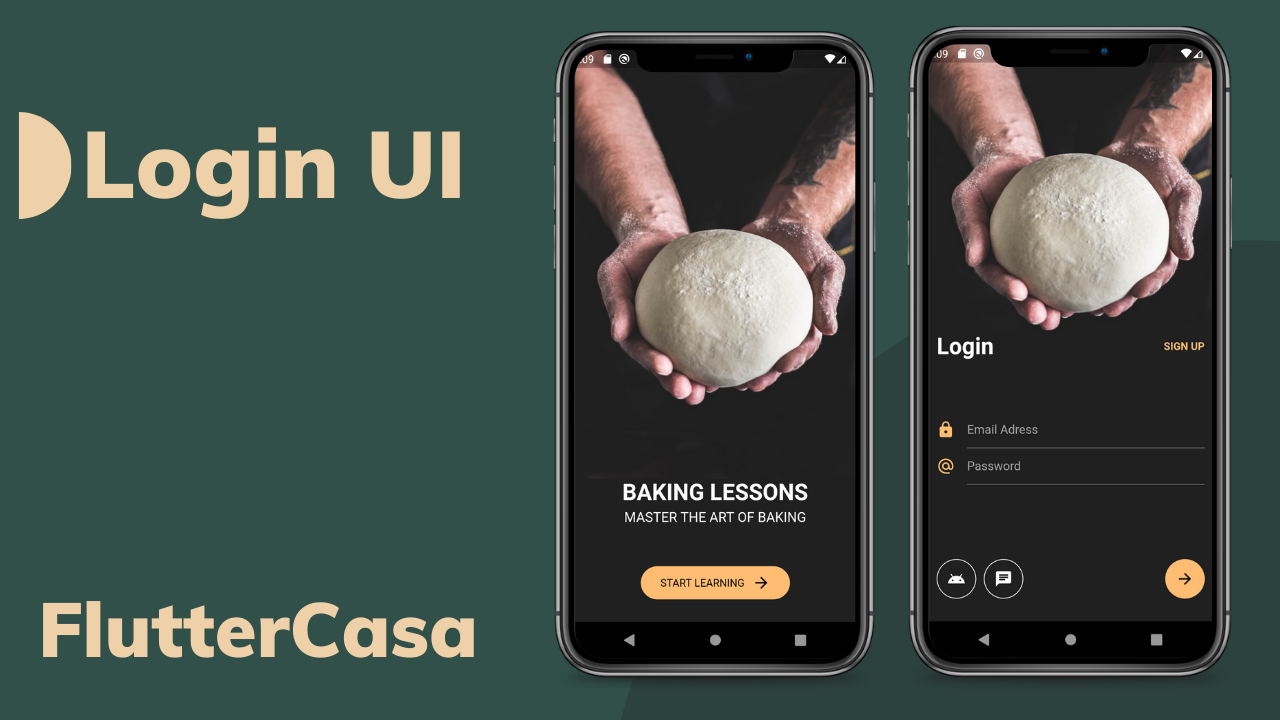 Login UI
FlutterCasa
:09
BAKING LESSONS
MASTER THE ART OF BAKING
START LEARNING
:09
Login
SIGN UP
Email Adress
Password